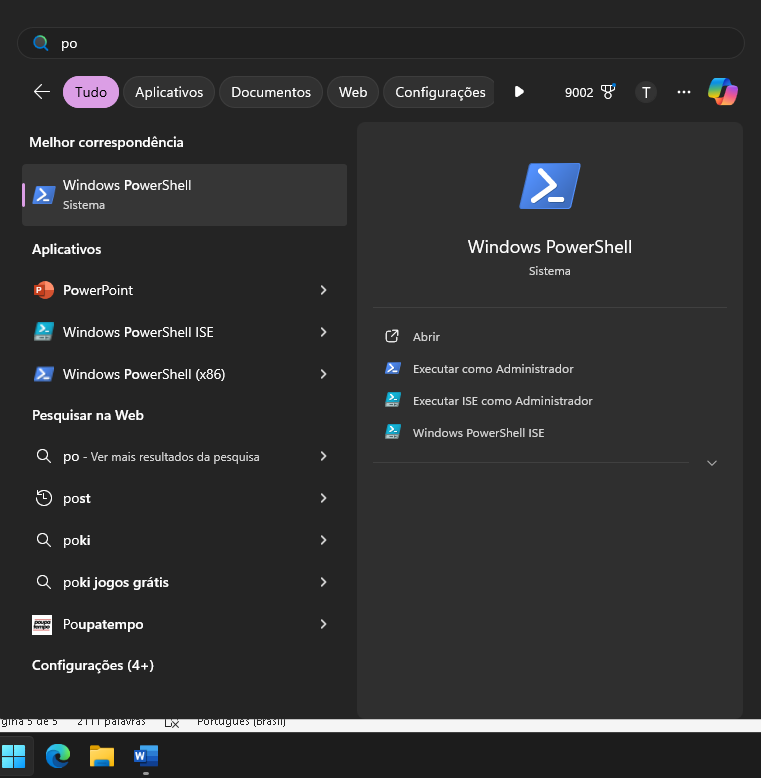 po
Tudo
Aplicativos
Documentos
Web
Configurações
9002
T
Melhor correspondência
Windows PowerShell
Sistema
Aplicativos
PowerPoint
Windows PowerShell ISE
Windows PowerShell (x86)
Pesquisar na Web
po - Ver mais resultados da pesquisa
post
poki
poki jogos grátis
Poupatempo
Configurações (4+)
Windows PowerShell
Sistema
Abrir
Executar como Administrador
Executar ISE como Administrador
Windows PowerShell ISE
gina 5 de 5
2111 palavras
Português (Brasil)